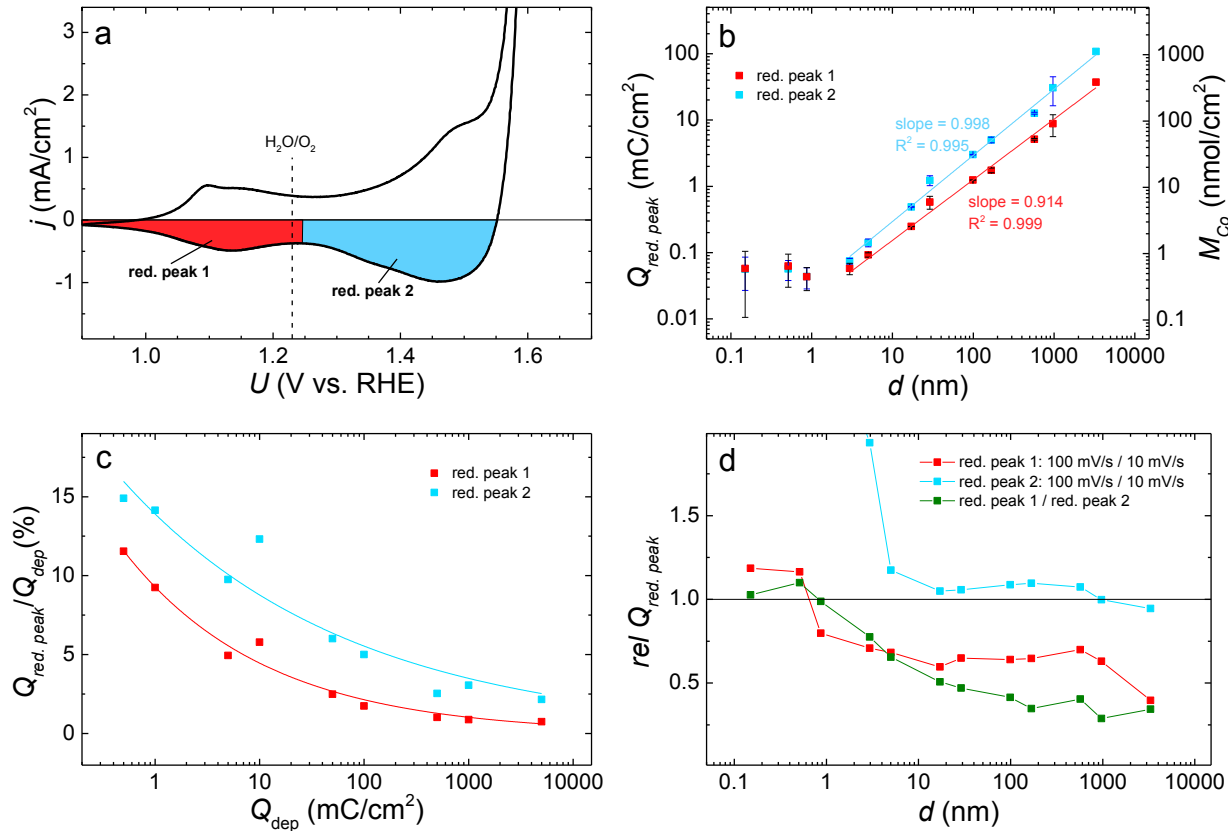 a
3
2
1
0
-1
j (mA/cm²)
H₂O/O₂
red. peak 1
red. peak 2
1.0
1.2
1.4
1.6
U (V vs. RHE)
b
100
10
1
0.1
0.01
Q_red. peak (mC/cm²)
red. peak 1
red. peak 2
slope = 0.998
R² = 0.995
slope = 0.914
R² = 0.999
1000
100
10
1
0.1
M_Co (nmol/cm²)
0.1
1
10
100
1000
10000
d (nm)
c
15
10
5
0
Q_red. peak/Q_dep (%)
red. peak 1
red. peak 2
1
10
100
1000
10000
Q_dep (mC/cm²)
d
1.5
1.0
0.5
rel Q_red. peak
red. peak 1: 100 mV/s / 10 mV/s
red. peak 2: 100 mV/s / 10 mV/s
red. peak 1 / red. peak 2
0.1
1
10
100
1000
10000
d (nm)